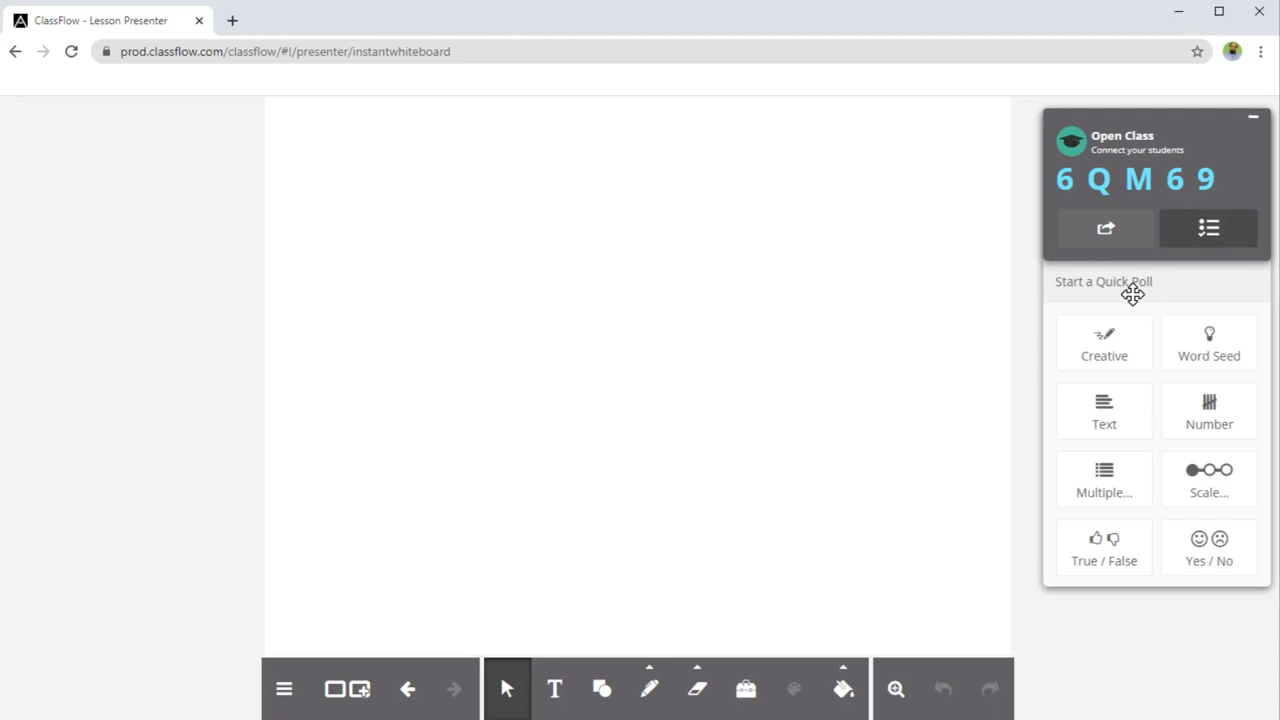 ClassFlow - Lesson Presenter
prod.classflow.com/classflow/#!/presenter/instantwhiteboard
Open Class
Connect your students
6 Q M 6 9
Start a Quick Poll
Creative
Word Seed
Text
Number
Multiple...
Scale...
True / False
Yes / No
T